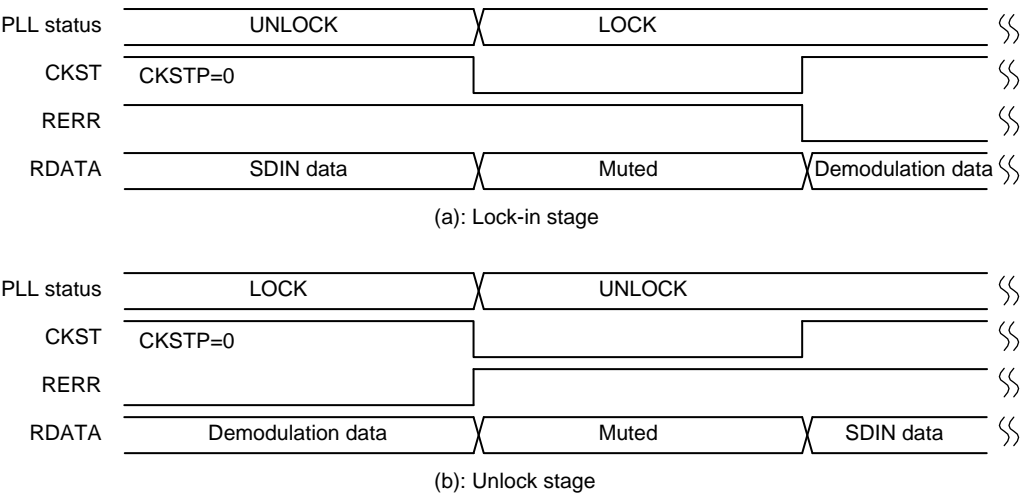 PLL status UNLOCK LOCK
CKST CKSTP=0
RERR
RDATA SDIN data Muted Demodulation data
(a): Lock-in stage
PLL status LOCK UNLOCK
CKST CKSTP=0
RERR
RDATA Demodulation data Muted SDIN data
(b): Unlock stage